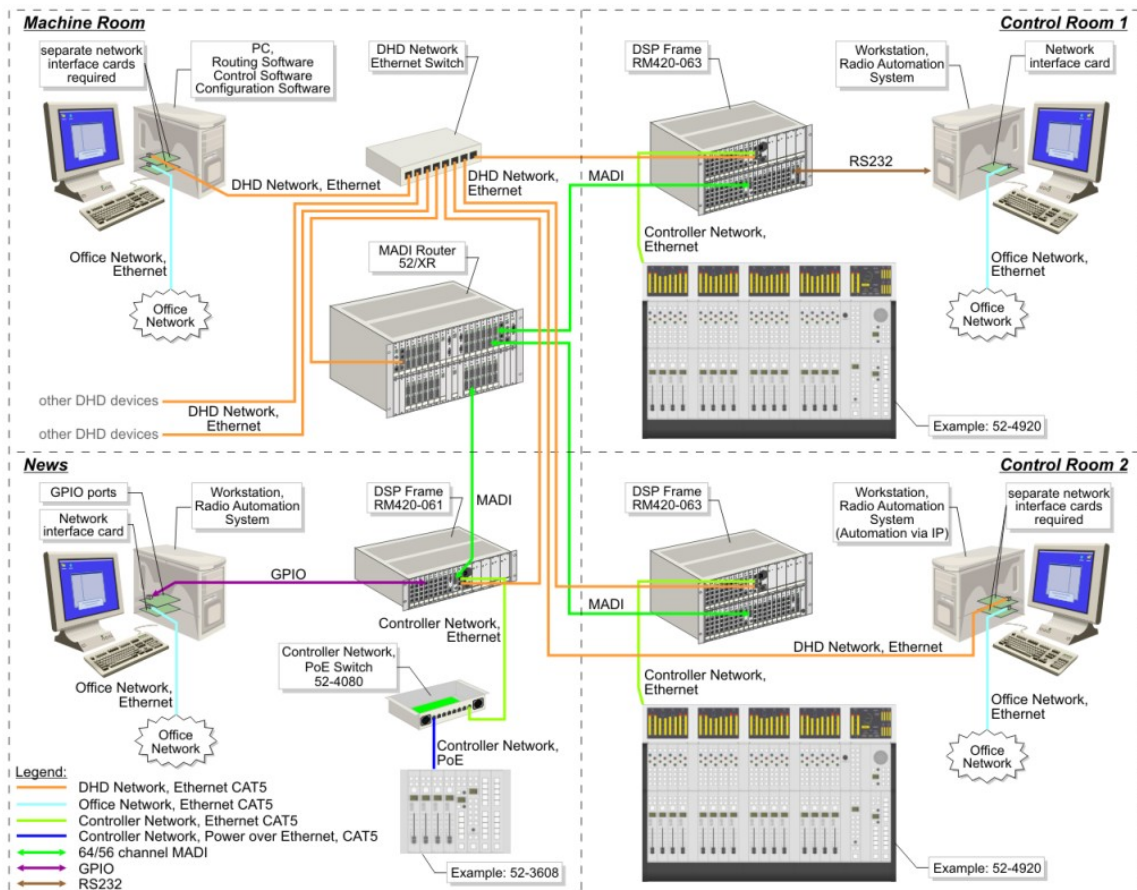 Machine Room
separate network
interface cards
required
PC,
Routing Software
Control Software
Configuration Software
DHD Network
Ethernet Switch
DHD Network, Ethernet
DHD Network,
Ethernet
Office Network,
Ethernet
Office
Network
MADI Router
52/XR
other DHD devices
other DHD devices
DHD Network,
Ethernet
Control Room 1
DSP Frame
RM420-063
Workstation,
Radio Automation
System
Network
interface card
MADI
RS232
Controller Network,
Ethernet
Office Network,
Ethernet
Office
Network
Example: 52-4920
News
GPIO ports
Network
interface card
Workstation,
Radio Automation
System
DSP Frame
RM420-061
MADI
GPIO
Controller Network,
Ethernet
Office Network,
Ethernet
Office
Network
Controller Network,
PoE Switch
52-4080
Controller Network,
PoE
Example: 52-3608
Legend:
DHD Network, Ethernet CAT5
Office Network, Ethernet CAT5
Controller Network, Ethernet CAT5
Controller Network, Power over Ethernet, CAT5
64/56 channel MADI
GPIO
RS232
Control Room 2
DSP Frame
RM420-063
Workstation,
Radio Automation
System
(Automation via IP)
separate network
interface cards
required
MADI
DHD Network, Ethernet
Controller Network,
Ethernet
Office Network,
Ethernet
Office
Network
Example: 52-4920